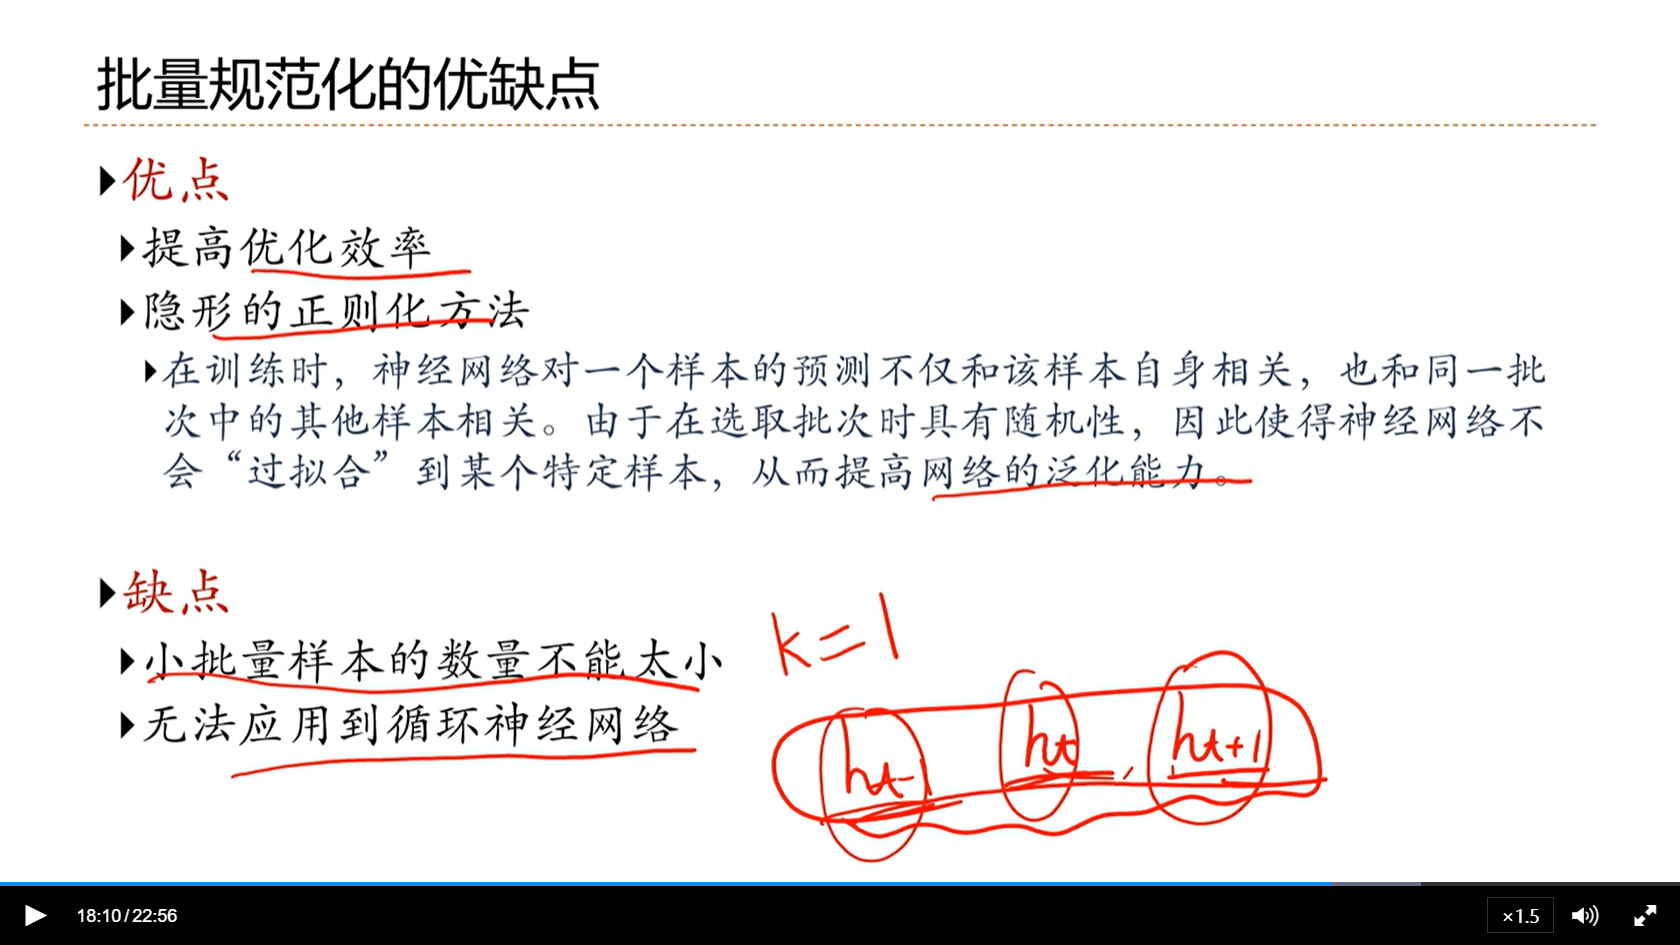 批量规范化的优缺点
优点
提高优化效率
隐形的正则化方法
在训练时，神经网络对一个样本的预测不仅和该样本自身相关，也和同一批
次中的其他样本相关。由于在选取批次时具有随机性，因此使得神经网络不
会“过拟合”到某个特定样本，从而提高网络的泛化能力。
缺点
小批量样本的数量不能太小
无法应用到循环神经网络
k=1
ht-1 ht, ht+1
18:10/22:56
×1.5